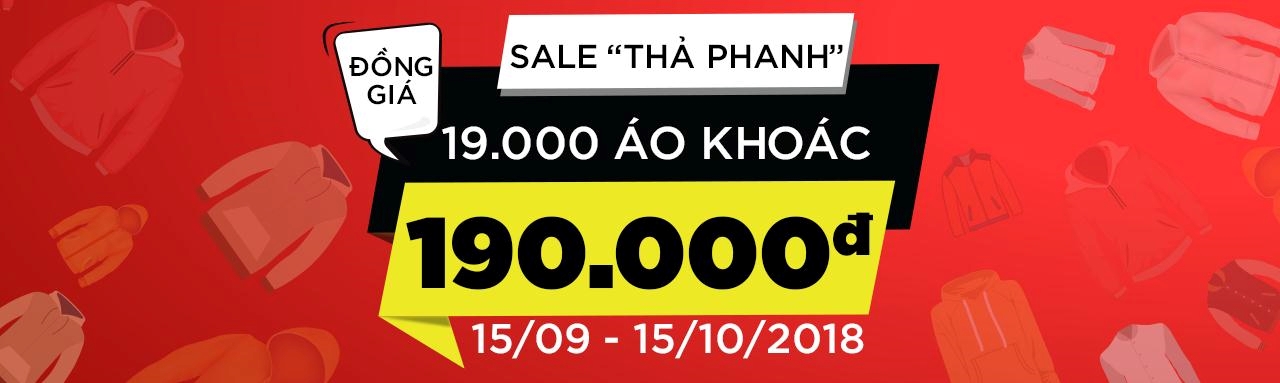 ĐỒNG
GIÁ
SALE “THẢ PHANH”
19.000 ÁO KHOÁC
190.000đ
15/09 - 15/10/2018